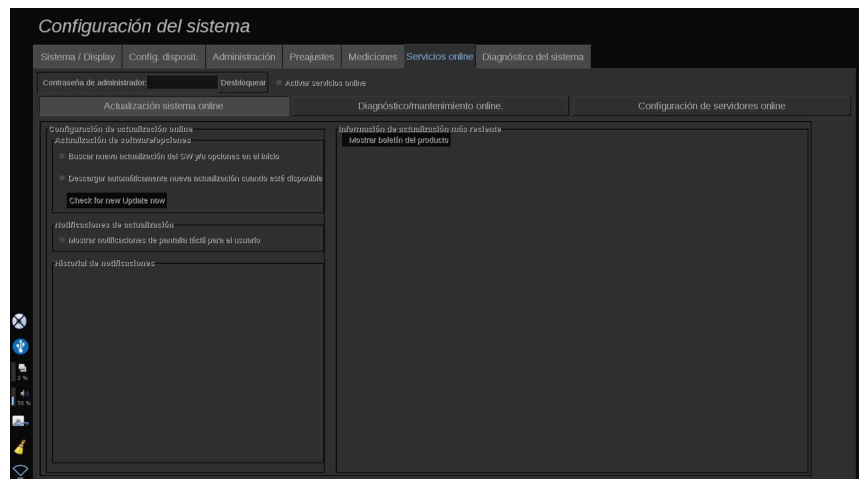 Configuración del sistema
Sistema / Display Config. disposit. Administración Preajustes Mediciones Servicios online Diagnóstico del sistema
Contraseña de administrador: Desbloquear Activar servicios online
Actualización sistema online Diagnóstico/mantenimiento online. Configuración de servidores online
Configuración de actualización online
Información de actualización más reciente
Actualización de software/opciones
Mostrar boletín del producto
Buscar nueva actualización del SW y/u opciones en el inicio
Descargar automáticamente nueva actualización cuando esté disponible
Check for new Update now
Notificaciones de actualización
Mostrar notificaciones de pantalla táctil para el usuario
Historial de notificaciones
2 %
50 %